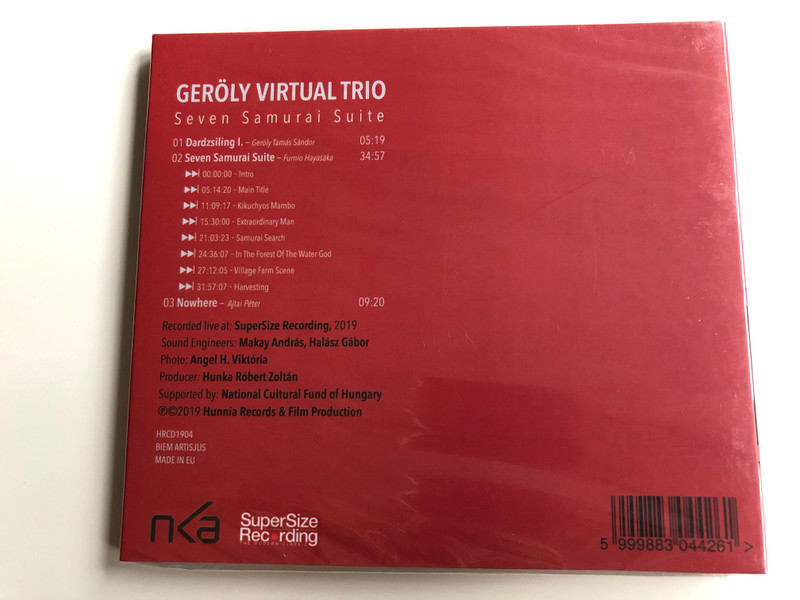 GERÖLY VIRTUAL TRIO
Seven Samurai Suite
01 Dardzsiling I. – Geröly Tamás Sándor 05:19
02 Seven Samurai Suite – Fumio Hayasaka 34:57
00:00:00 - Intro
05:14:20 - Main Title
11:09:17 - Kikuchyos Mambo
15:30:00 - Extraordinary Man
21:03:23 - Samurai Search
24:36:07 - In The Forest Of The Water God
27:12:05 - Village Farm Scene
31:57:07 - Harvesting
03 Nowhere – Ajtai Péter 09:20
Recorded live at: SuperSize Recording, 2019
Sound Engineers: Makay András, Halász Gábor
Photo: Angel H. Viktória
Producer: Hunka Róbert Zoltán
Supported by: National Cultural Fund of Hungary
℗©2019 Hunnia Records & Film Production
HRCD1904
BIEM ARTISJUS
MADE IN EU
nka
SuperSize
Recording
5 999883 044261 >